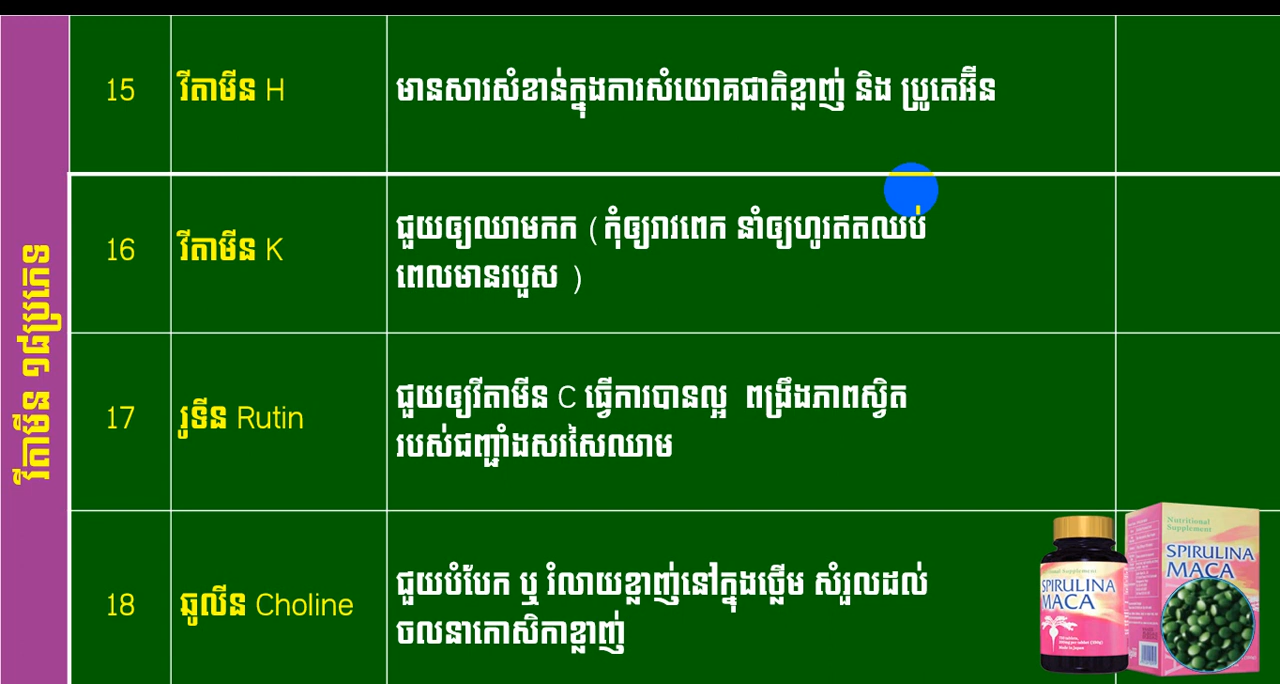 វីតាមីន ១៨ប្រភេទ
15
វីតាមីន H
មានសារសំខាន់ក្នុងការសំយោគជាតិខ្លាញ់ និង ប្រូតេអ៊ីន
16
វីតាមីន K
ជួយឲ្យឈាមកក ( កុំឲ្យរាវពេក នាំឲ្យហូរឥតឈប់
ពេលមានរបួស )
17
រូទីន Rutin
ជួយឲ្យវីតាមីន C ធ្វើការបានល្អ ពង្រឹងភាពស្វិត
របស់ជញ្ជាំងសរសៃឈាម
18
ឆូលីន Choline
ជួយបំបែក ឬ រំលាយខ្លាញ់នៅក្នុងថ្លើម សំរួលដល់
ចលនាកោសិកាខ្លាញ់
SPIRULINA
MACA
Made in Japan
Nutritional
Supplement
SPIRULINA
MACA